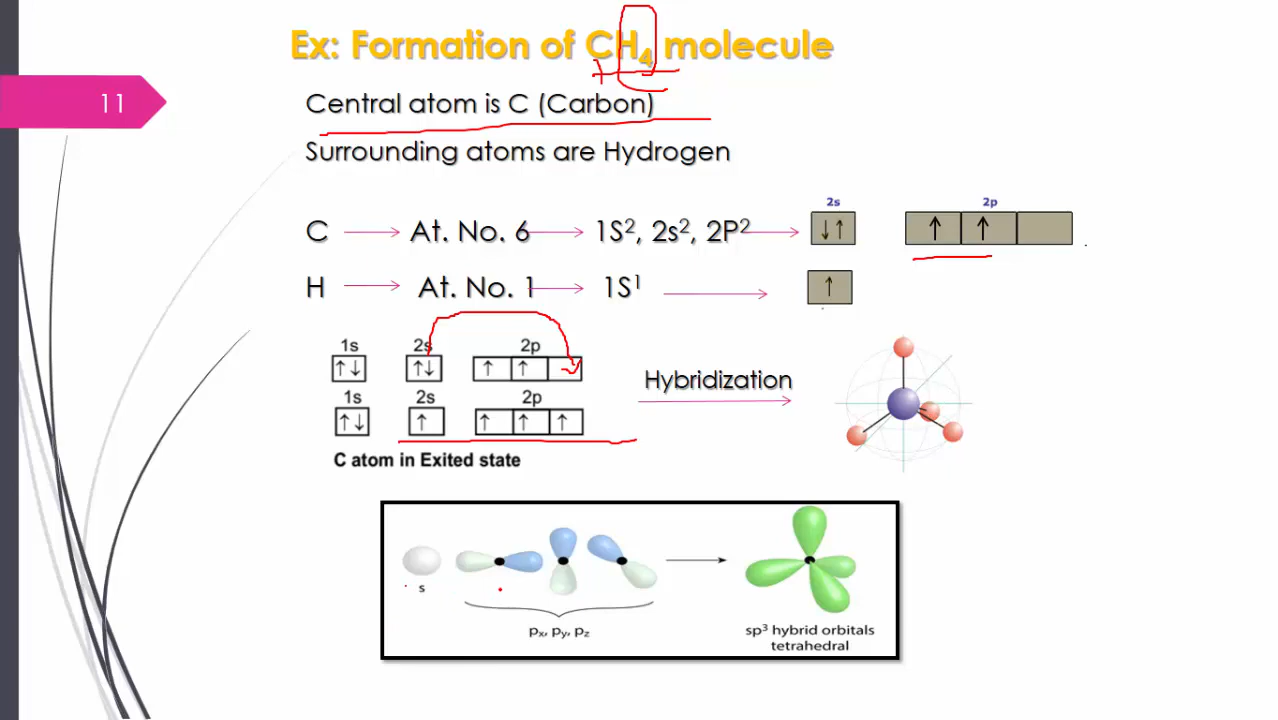 Ex: Formation of CH₄ molecule
11
Central atom is C (Carbon)
Surrounding atoms are Hydrogen
2s 2p
C At. No. 6 1S², 2s², 2P² ↓↑ ↑ ↑
H At. No. 1 1S¹ ↑
1s 2s 2p
↑↓ ↑↓ ↑ ↑
Hybridization
1s 2s 2p
↑↓ ↑ ↑ ↑ ↑
C atom in Exited state
s
pₓ, pᵧ, p_z
sp³ hybrid orbitals
tetrahedral